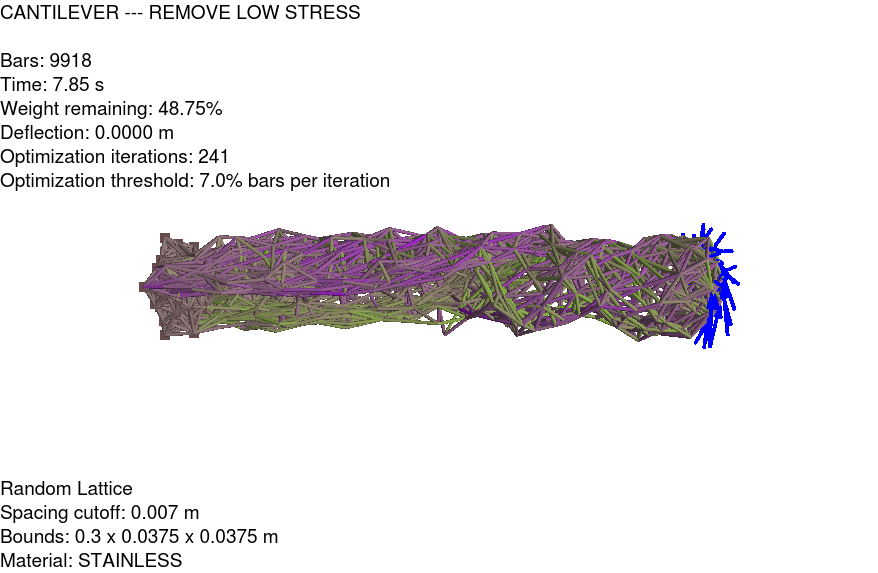 CANTILEVER --- REMOVE LOW STRESS
Bars: 9918
Time: 7.85 s
Weight remaining: 48.75%
Deflection: 0.0000 m
Optimization iterations: 241
Optimization threshold: 7.0% bars per iteration
Random Lattice
Spacing cutoff: 0.007 m
Bounds: 0.3 x 0.0375 x 0.0375 m
Material: STAINLESS